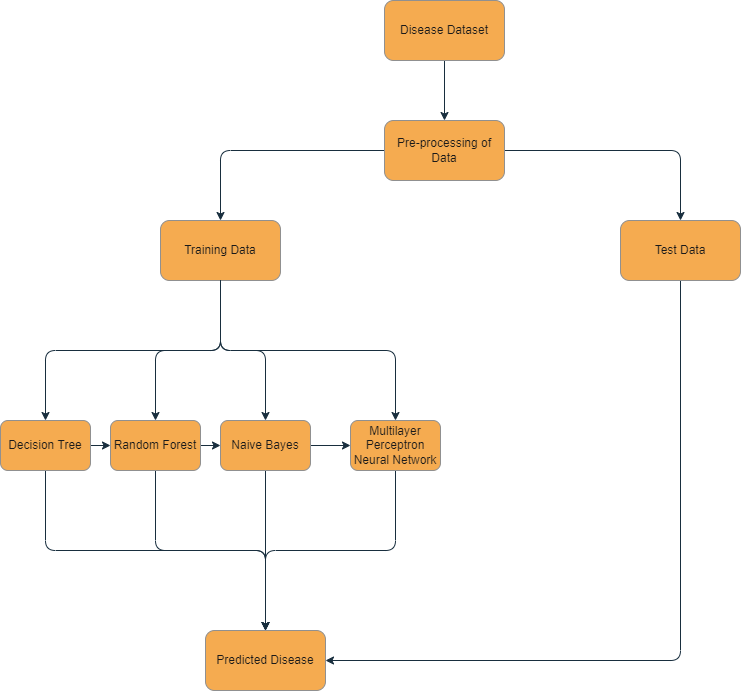 Disease Dataset
Pre-processing of
Data
Training Data
Test Data
Decision Tree
Random Forest
Naive Bayes
Multilayer
Perceptron
Neural Network
Predicted Disease